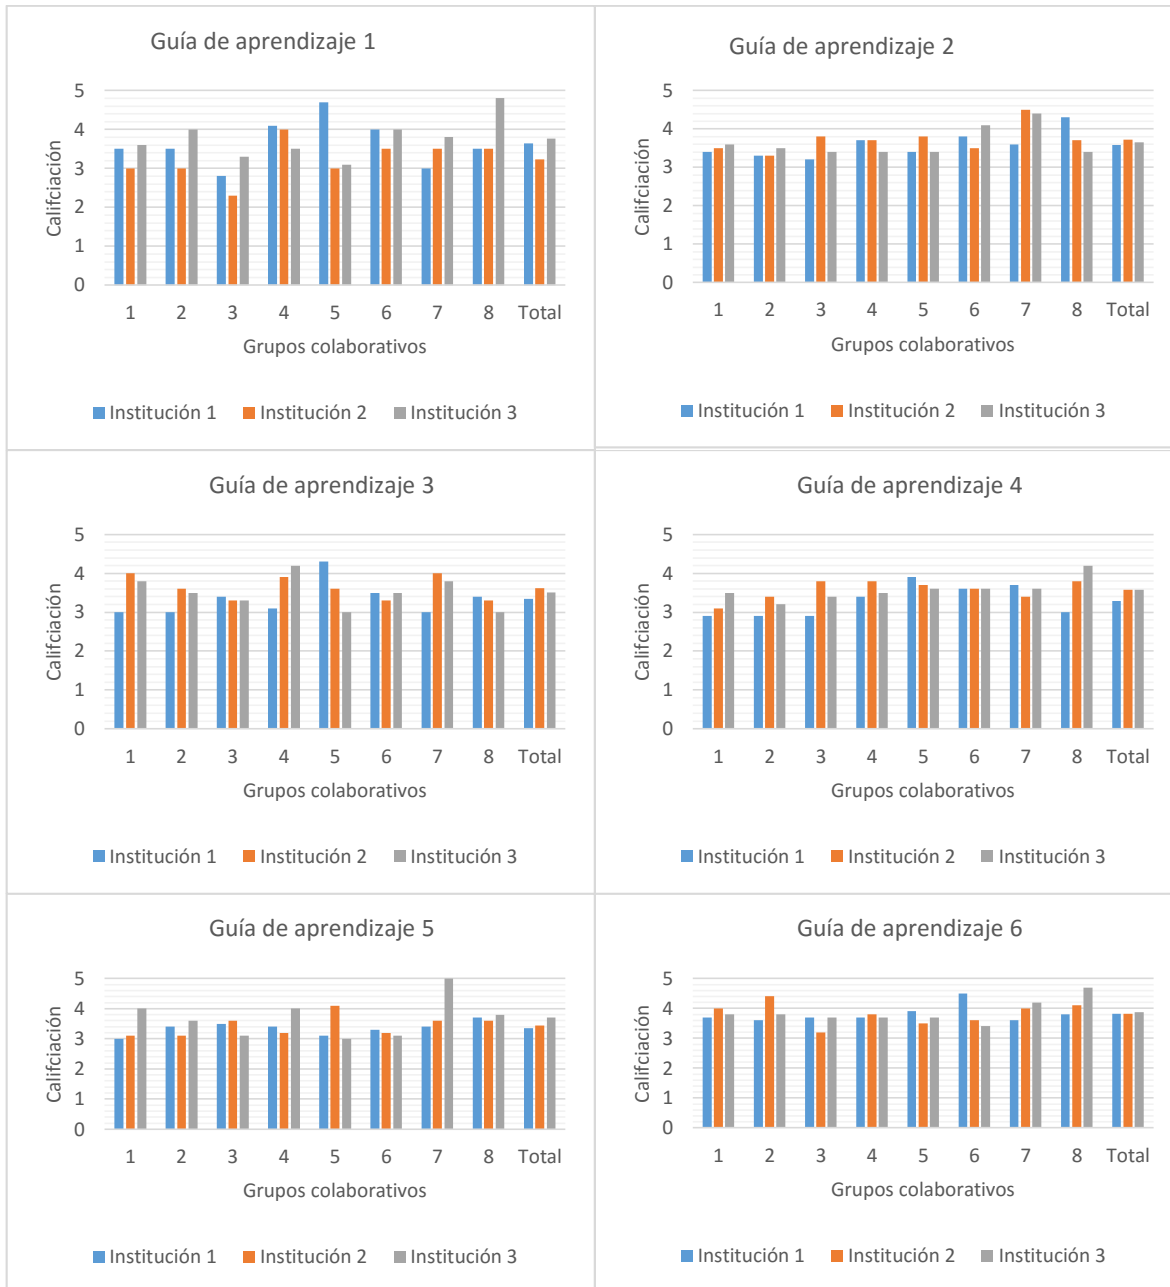 Guía de aprendizaje 1
5
4
3
2
1
0
Califciación
1 2 3 4 5 6 7 8 Total
Grupos colaborativos
Institución 1 Institución 2 Institución 3
Guía de aprendizaje 2
5
4
3
2
1
0
Califciación
1 2 3 4 5 6 7 8 Total
Grupos colaborativos
Institución 1 Institución 2 Institución 3
Guía de aprendizaje 3
5
4
3
2
1
0
Califciación
1 2 3 4 5 6 7 8 Total
Grupos colaborativos
Institución 1 Institución 2 Institución 3
Guía de aprendizaje 4
5
4
3
2
1
0
Califciación
1 2 3 4 5 6 7 8 Total
Grupos colaborativos
Institución 1 Institución 2 Institución 3
Guía de aprendizaje 5
5
4
3
2
1
0
Califciación
1 2 3 4 5 6 7 8 Total
Grupos colaborativos
Institución 1 Institución 2 Institución 3
Guía de aprendizaje 6
5
4
3
2
1
0
Califciación
1 2 3 4 5 6 7 8 Total
Grupos colaborativos
Institución 1 Institución 2 Institución 3